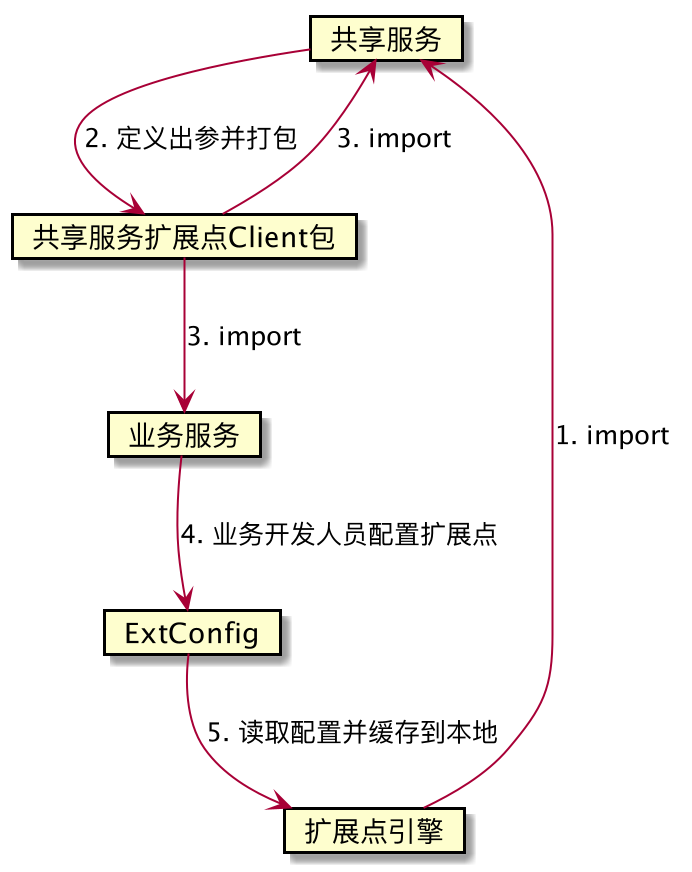 共享服务
2. 定义出参并打包
3. import
共享服务扩展点Client包
3. import
业务服务
1. import
4. 业务开发人员配置扩展点
ExtConfig
5. 读取配置并缓存到本地
扩展点引擎